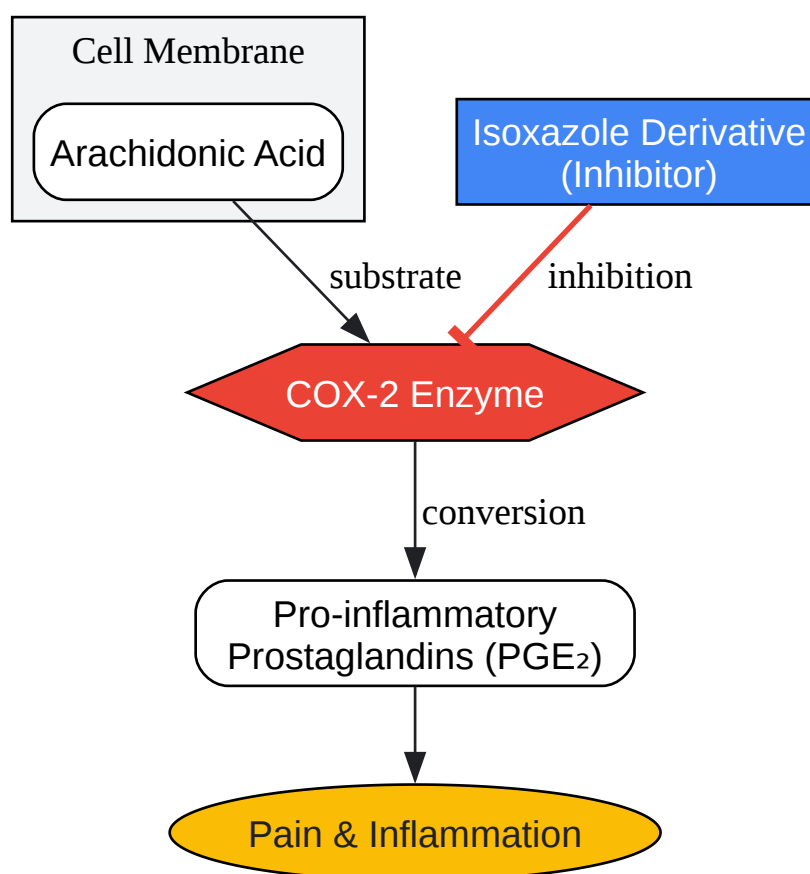 Cell Membrane
Arachidonic Acid
Isoxazole Derivative
(Inhibitor)
substrate
inhibition
COX-2 Enzyme
conversion
Pro-inflammatory
Prostaglandins (PGE₂)
Pain & Inflammation